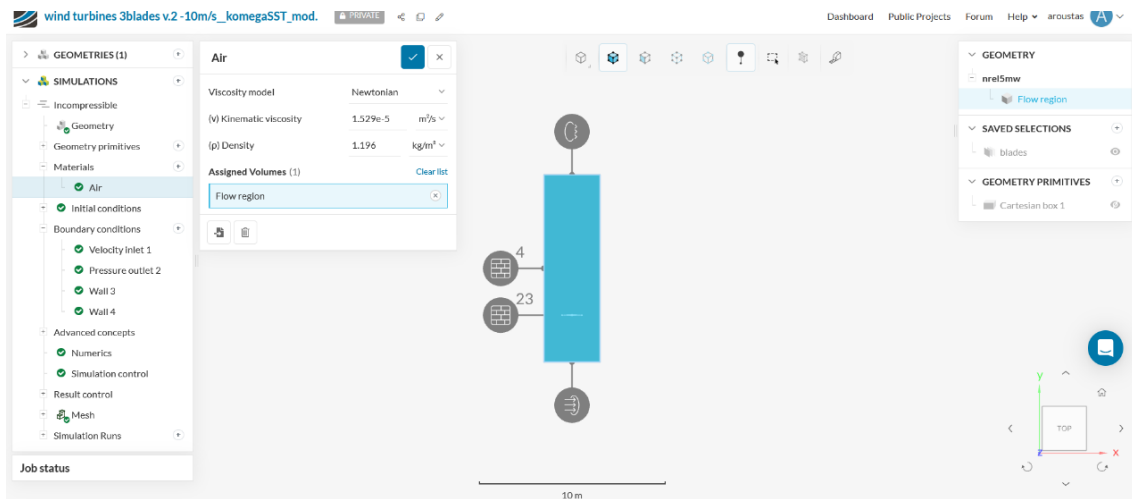 wind turbines 3blades v.2 -10m/s_komegaSST_mod.
PRIVATE
Dashboard Public Projects Forum Help aroustas A
GEOMETRIES (1)
SIMULATIONS
Incompressible
Geometry
Geometry primitives
Materials
Air
Initial conditions
Boundary conditions
Velocity inlet 1
Pressure outlet 2
Wall 3
Wall 4
Advanced concepts
Numerics
Simulation control
Result control
Mesh
Simulation Runs
Job status
Air
Viscosity model Newtonian
(v) Kinematic viscosity 1.529e-5 m²/s
(ρ) Density 1.196 kg/m³
Assigned Volumes (1) Clear list
Flow region
4
23
10 m
GEOMETRY
nrel5mw
Flow region
SAVED SELECTIONS
blades
GEOMETRY PRIMITIVES
Cartesian box 1
y
TOP
z
x